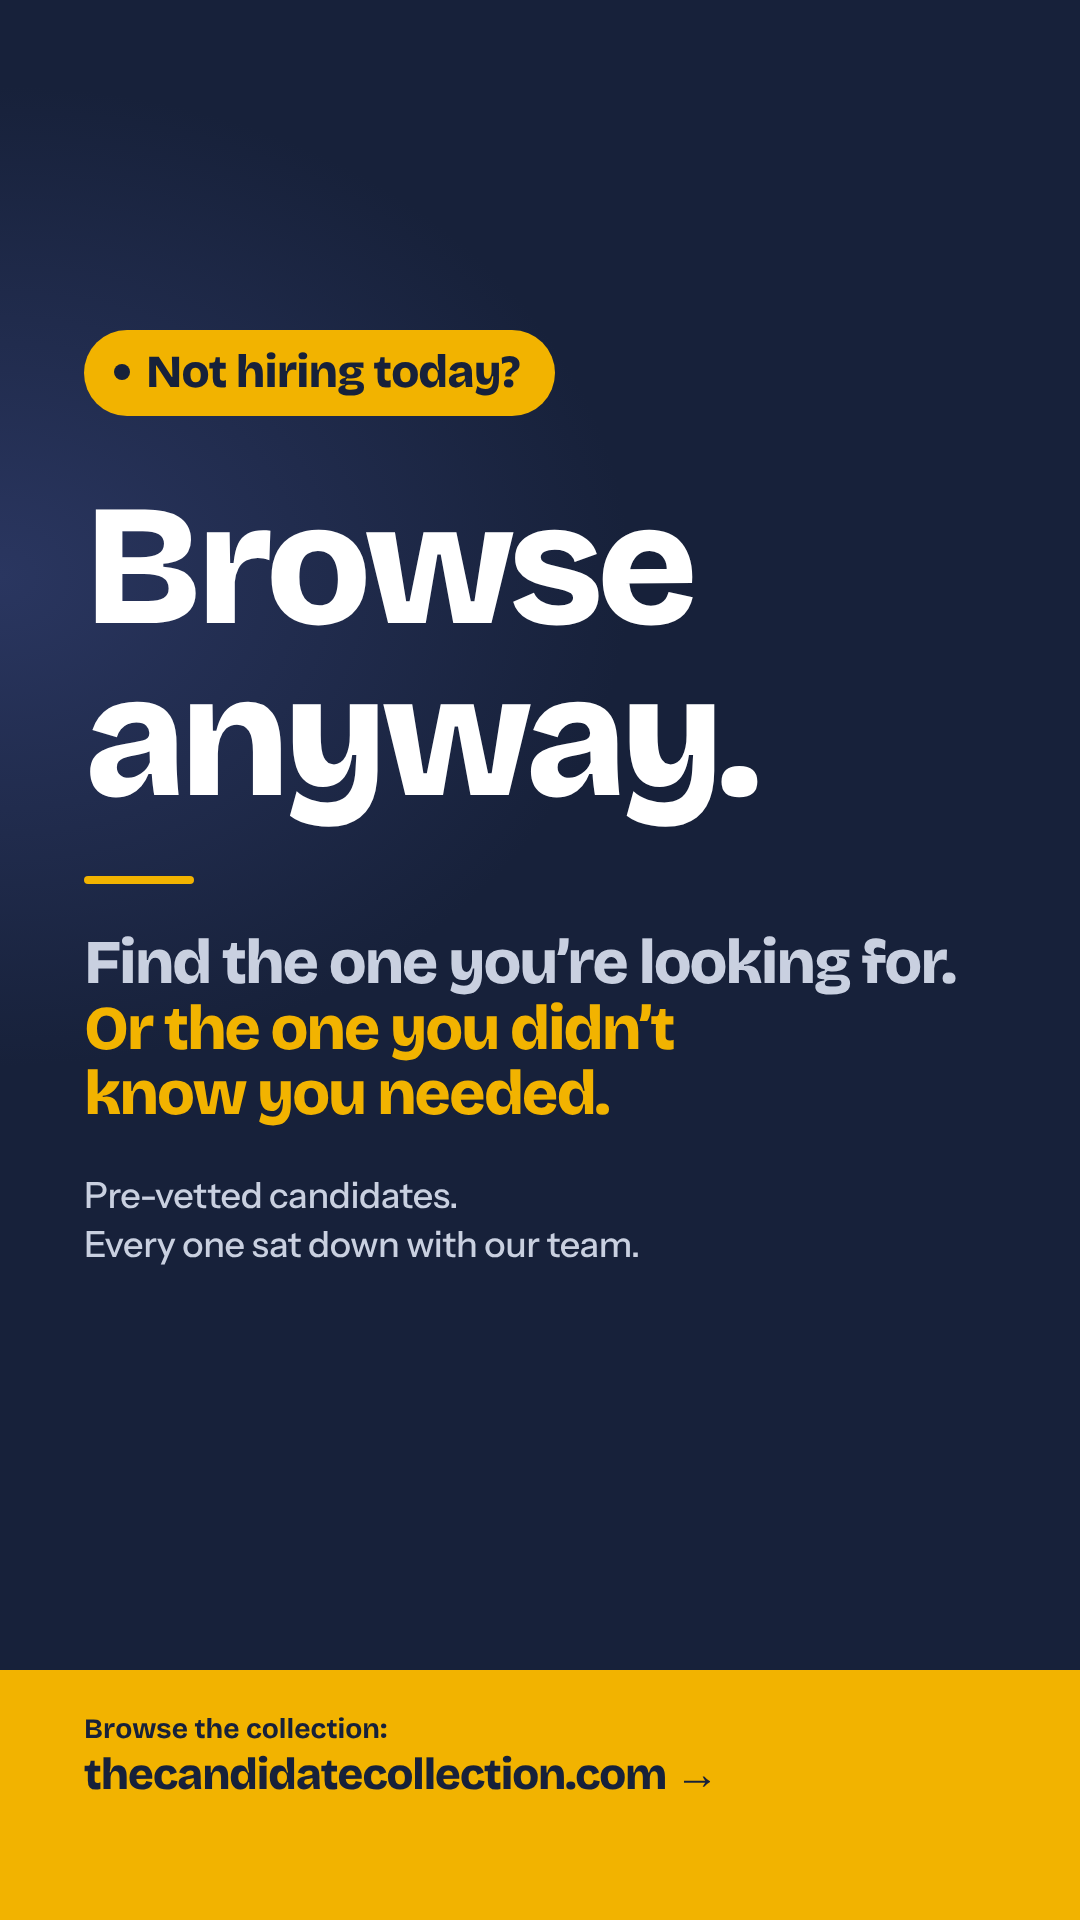 Not hiring today?
Browse
anyway.
Find the one you’re looking for.
Or the one you didn’t
know you needed.
Pre-vetted candidates.
Every one sat down with our team.
Browse the collection:
thecandidatecollection.com →